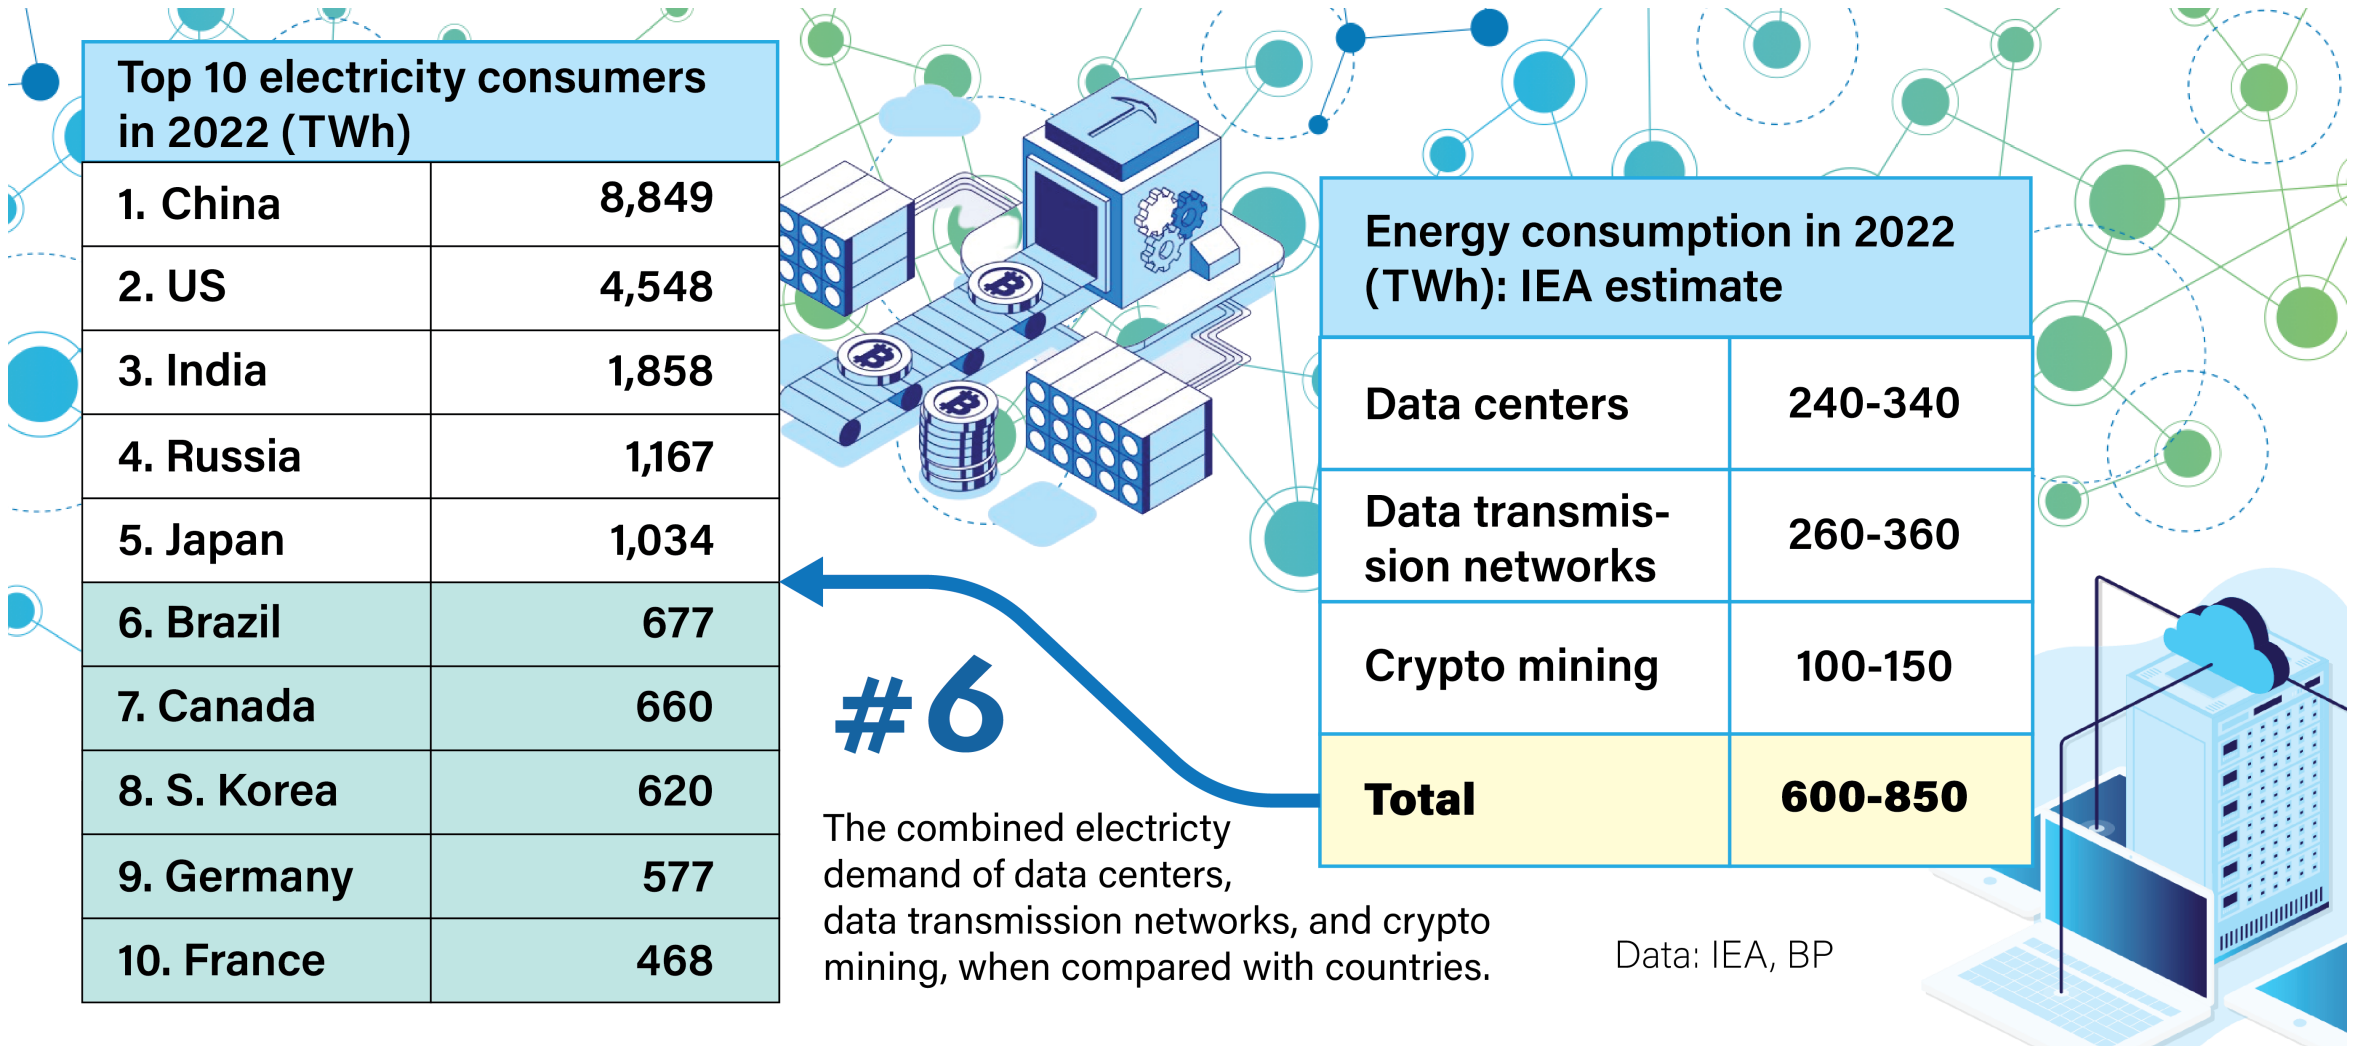 Top 10 electricity consumers
in 2022 (TWh)
1. China 8,849
2. US 4,548
3. India 1,858
4. Russia 1,167
5. Japan 1,034
6. Brazil 677
7. Canada 660
8. S. Korea 620
9. Germany 577
10. France 468
#6
The combined electricty
demand of data centers,
data transmission networks, and crypto
mining, when compared with countries.
Energy consumption in 2022
(TWh): IEA estimate
Data centers 240-340
Data transmis-
sion networks 260-360
Crypto mining 100-150
Total 600-850
Data: IEA, BP